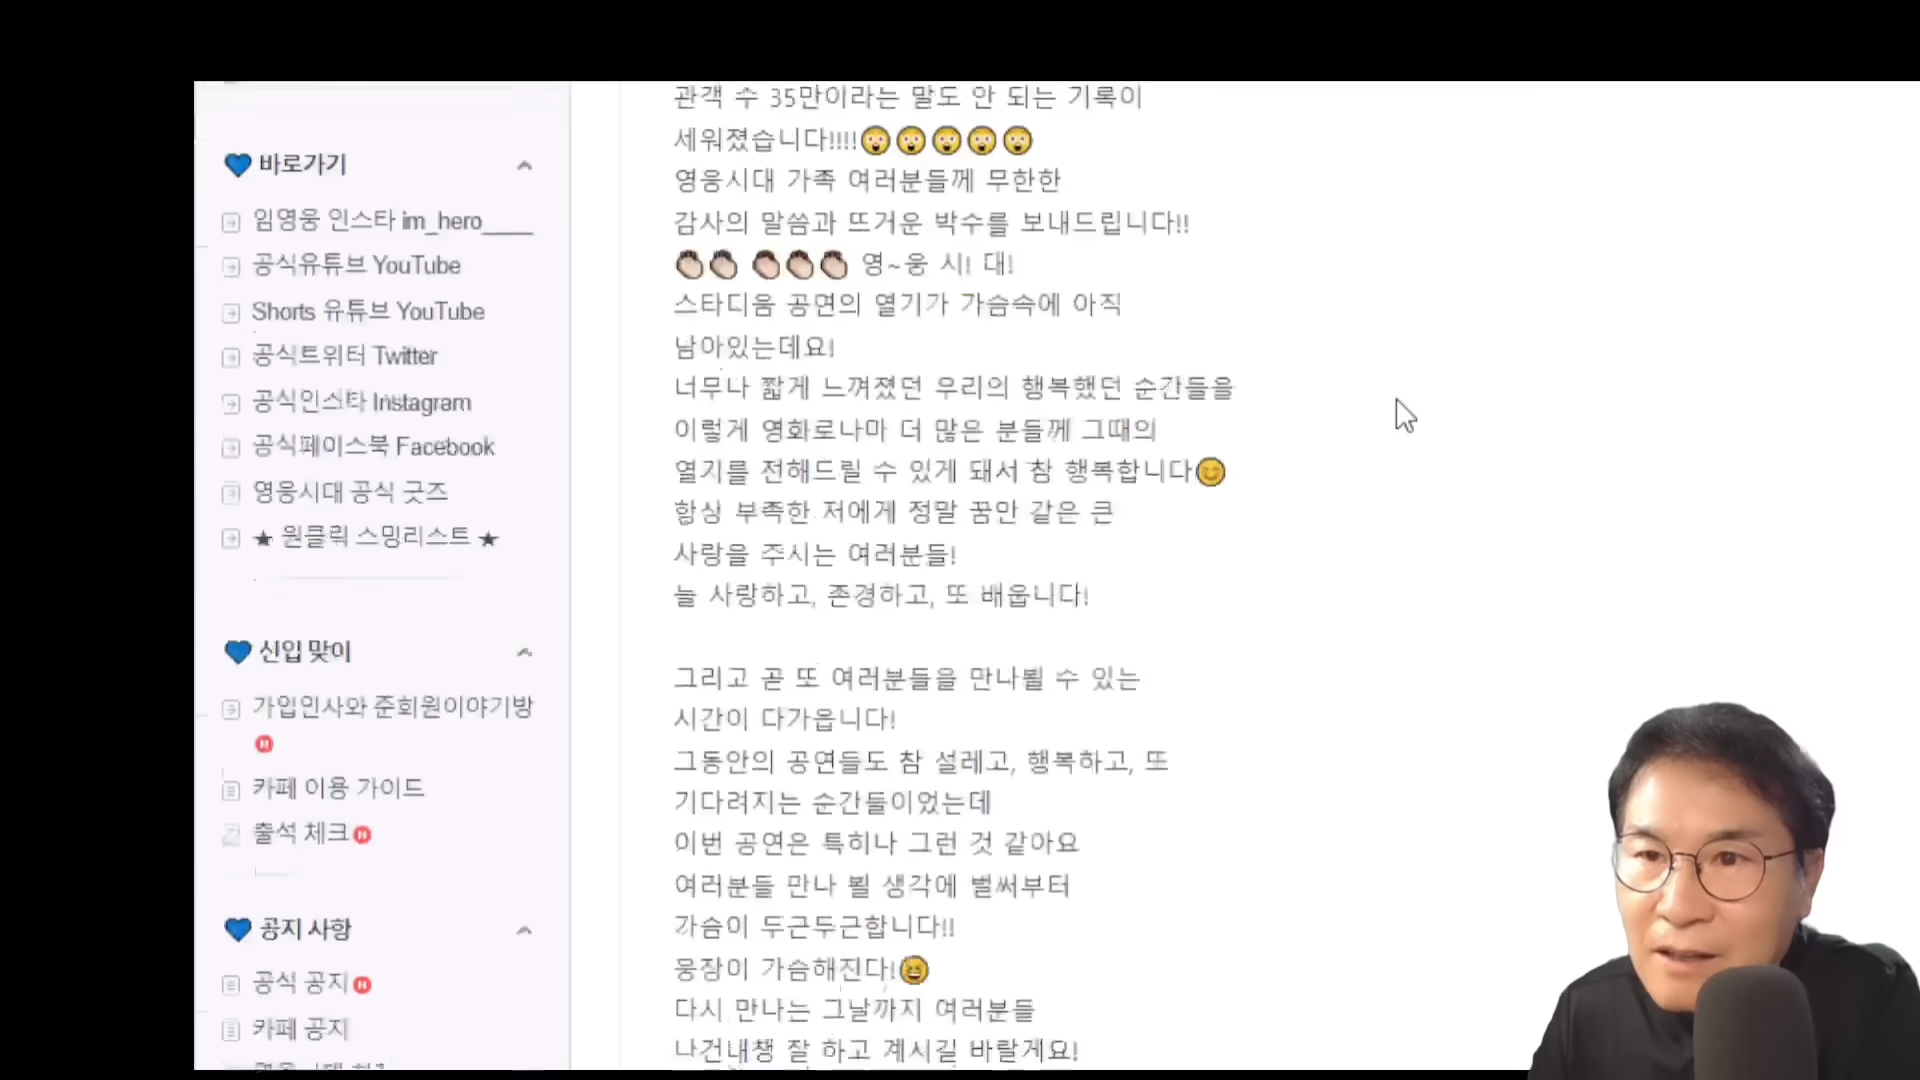 바로가기
임영웅 인스타 im_hero____
공식유튜브 YouTube
Shorts 유튜브 YouTube
공식트위터 Twitter
공식인스타 Instagram
공식페이스북 Facebook
영웅시대 공식 굿즈
★ 원클릭 스밍리스트 ★
신입 맞이
가입인사와 준회원이야기방
N
카페 이용 가이드
출석 체크 N
공지 사항
공식 공지 N
카페 공지
관객 수 35만이라는 말도 안 되는 기록이
세워졌습니다!!!!😲😲😲😲😲
영웅시대 가족 여러분들께 무한한
감사의 말씀과 뜨거운 박수를 보내드립니다!!
👏👏 👏👏👏 영~웅 시! 대!
스타디움 공연의 열기가 가슴속에 아직
남아있는데요!
너무나 짧게 느껴졌던 우리의 행복했던 순간들을
이렇게 영화로나마 더 많은 분들께 그때의
열기를 전해드릴 수 있게 돼서 참 행복합니다😊
항상 부족한 저에게 정말 꿈만 같은 큰
사랑을 주시는 여러분들!
늘 사랑하고, 존경하고, 또 배웁니다!
그리고 곧 또 여러분들을 만나뵐 수 있는
시간이 다가옵니다!
그동안의 공연들도 참 설레고, 행복하고, 또
기다려지는 순간들이었는데
이번 공연은 특히나 그런 것 같아요
여러분들 만나 뵐 생각에 벌써부터
가슴이 두근두근합니다!!
웅장이 가슴해진다!😄
다시 만나는 그날까지 여러분들
나건내챙 잘 하고 계시길 바랄게요!